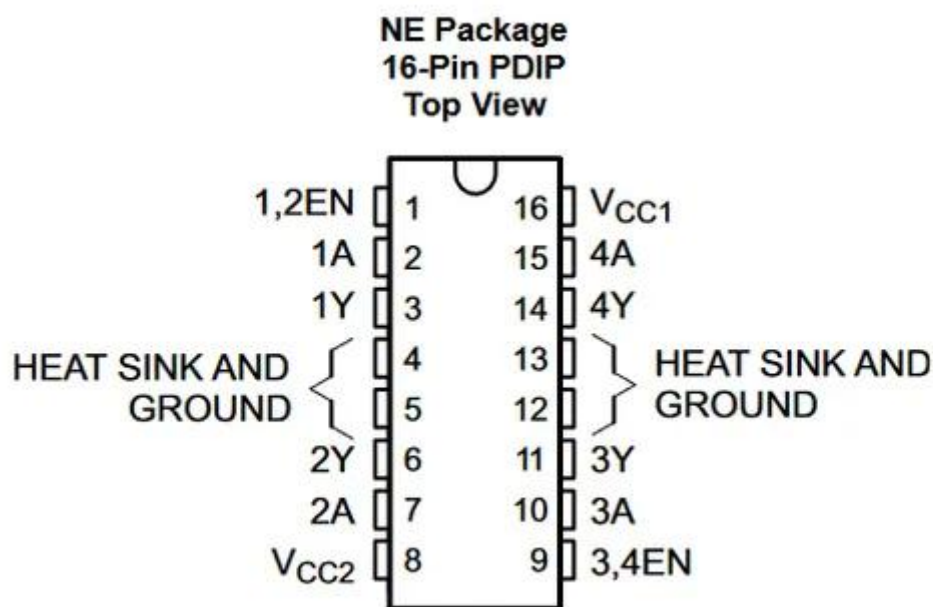 NE Package
16-Pin PDIP
Top View
1,2EN 1 16 VCC1
1A 2 15 4A
1Y 3 14 4Y
HEAT SINK AND 4 13 HEAT SINK AND
GROUND 5 12 GROUND
2Y 6 11 3Y
2A 7 10 3A
VCC2 8 9 3,4EN